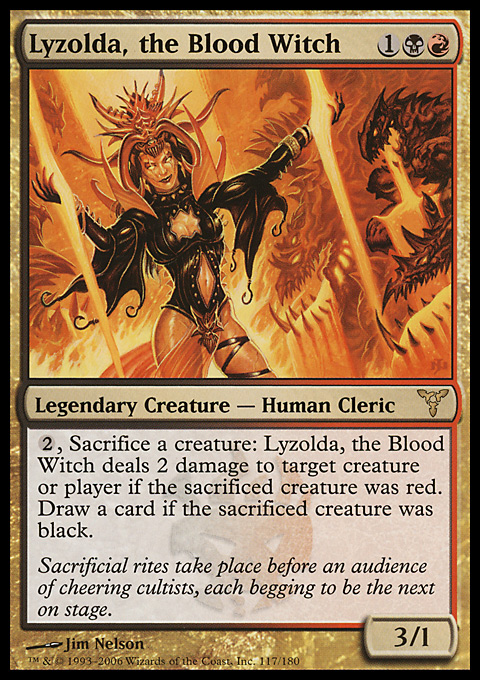 Lyzolda, the Blood Witch 1
Legendary Creature — Human Cleric
2, Sacrifice a creature: Lyzolda, the Blood
Witch deals 2 damage to target creature
or player if the sacrificed creature was red.
Draw a card if the sacrificed creature was
black.
Sacrificial rites take place before an audience
of cheering cultists, each begging to be the next
on stage.
Jim Nelson
3/1
™ & © 1993–2006 Wizards of the Coast, Inc. 117/180